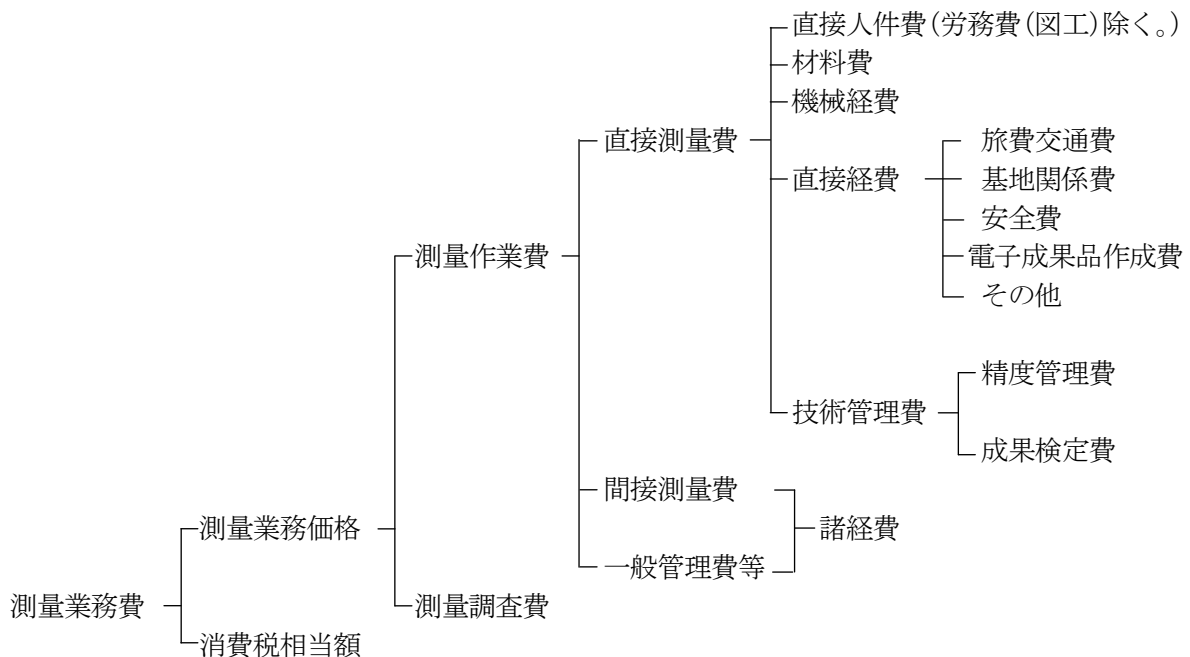 直接人件費(労務費(図工)除く。)
材料費
機械経費
直接測量費
旅費交通費
直接経費
基地関係費
安全費
測量作業費
電子成果品作成費
その他
精度管理費
技術管理費
成果検定費
間接測量費
測量業務価格
諸経費
一般管理費等
測量業務費
測量調査費
消費税相当額